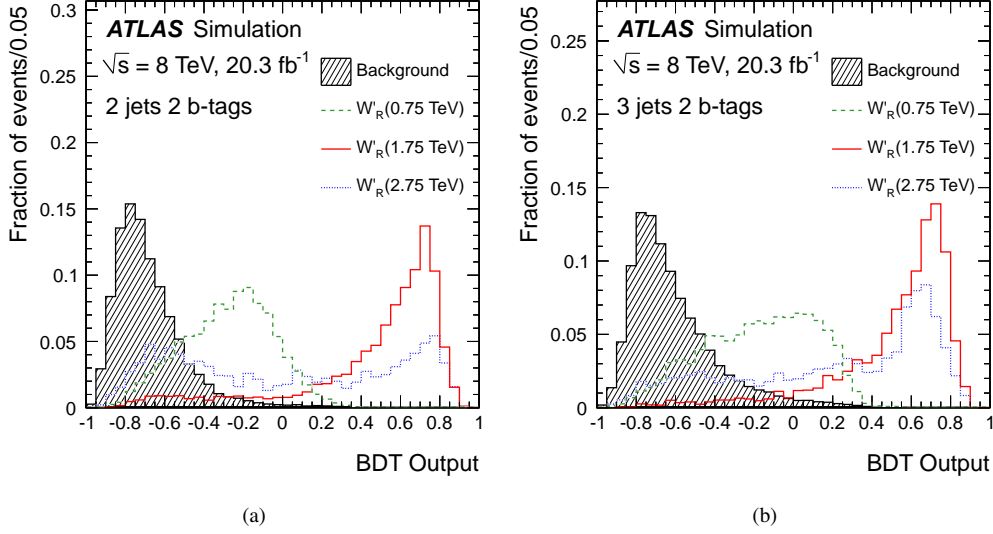 Fraction of events/0.05
ATLAS Simulation
√s = 8 TeV, 20.3 fb⁻¹
2 jets 2 b-tags
Background
W'_R(0.75 TeV)
W'_R(1.75 TeV)
W'_R(2.75 TeV)
0.3
0.25
0.2
0.15
0.1
0.05
0
-1 -0.8 -0.6 -0.4 -0.2 0 0.2 0.4 0.6 0.8 1
BDT Output
(a)
Fraction of events/0.05
ATLAS Simulation
√s = 8 TeV, 20.3 fb⁻¹
3 jets 2 b-tags
Background
W'_R(0.75 TeV)
W'_R(1.75 TeV)
W'_R(2.75 TeV)
0.25
0.2
0.15
0.1
0.05
0
-1 -0.8 -0.6 -0.4 -0.2 0 0.2 0.4 0.6 0.8 1
BDT Output
(b)